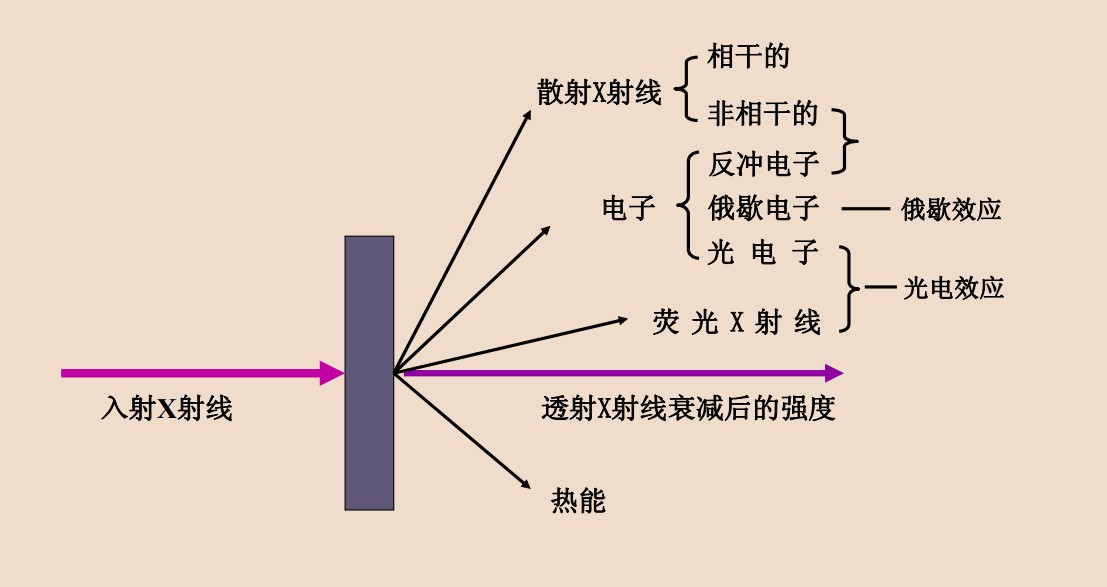 散射X射线
相干的
非相干的
反冲电子
电子
俄歇电子
俄歇效应
光 电 子
光电效应
荧 光 X 射 线
入射X射线
透射X射线衰减后的强度
热能